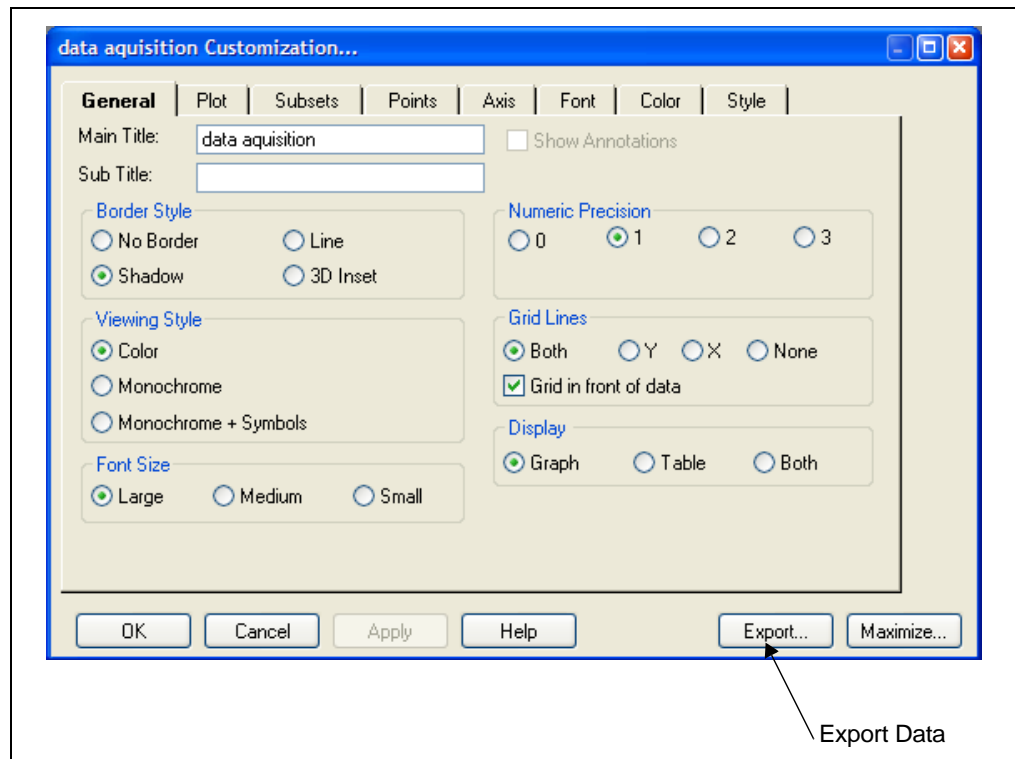 data aquisition Customization...
General Plot Subsets Points Axis Font Color Style
Main Title: data aquisition Show Annotations
Sub Title:
Border Style
No Border Line
Shadow 3D Inset
Numeric Precision
0 1 2 3
Viewing Style
Color
Monochrome
Monochrome + Symbols
Grid Lines
Both Y X None
Grid in front of data
Font Size
Large Medium Small
Display
Graph Table Both
OK Cancel Apply Help Export... Maximize...
Export Data